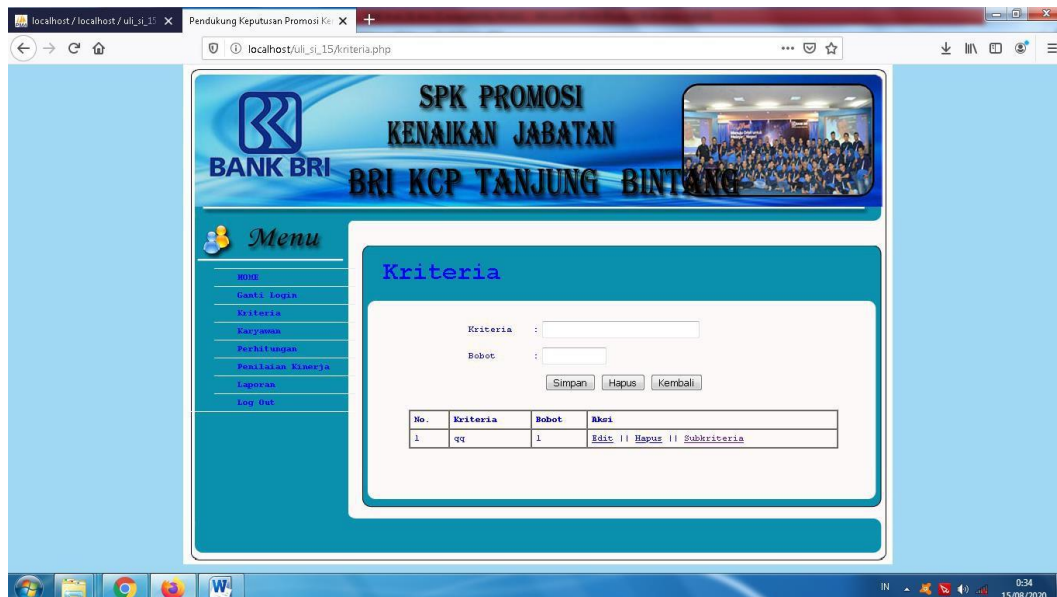 localhost / localhost / uli_si_15
Pendukung Keputusan Promosi Ke
localhost/uli_si_15/kriteria.php
BANK BRI
SPK PROMOSI
KENAIKAN JABATAN
BRI KCP TANJUNG BINTANG
Menu
HOME
Ganti Login
Kriteria
Karyawan
Perhitungan
Penilaian Kinerja
Laporan
Log Out
Kriteria
Kriteria :
Bobot :
Simpan Hapus Kembali
No. Kriteria Bobot Aksi
1 qq 1 Edit || Hapus || Subkriteria
IN
0:34
15/08/2020